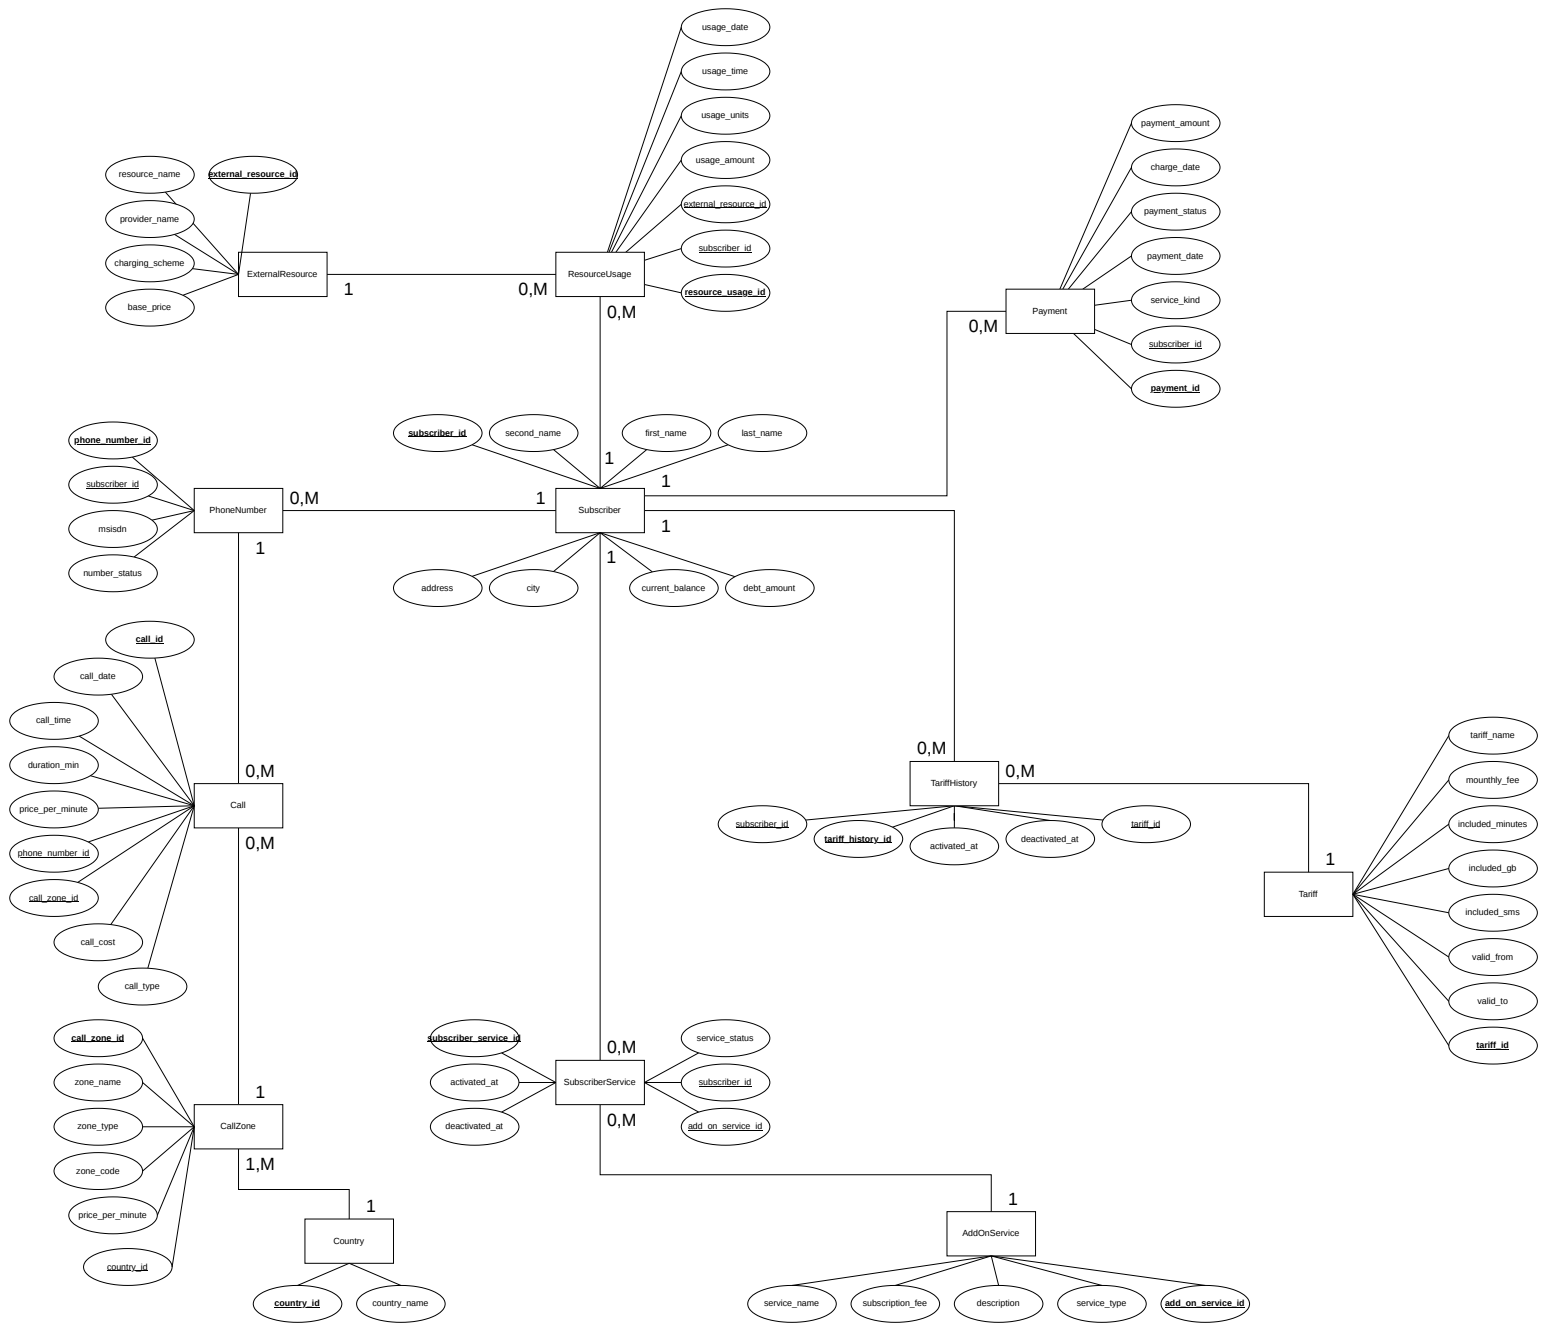 usage_date
usage_time
usage_units
usage_amount
external_resource_id
subscriber_id
resource_usage_id
resource_name
external_resource_id
provider_name
charging_scheme
base_price
ExternalResource
ResourceUsage
1
0,M
0,M
payment_amount
charge_date
payment_status
payment_date
service_kind
subscriber_id
payment_id
Payment
0,M
subscriber_id
second_name
first_name
last_name
1
1
phone_number_id
subscriber_id
msisdn
number_status
PhoneNumber
0,M
1
Subscriber
1
1
1
address
city
current_balance
debt_amount
call_id
call_date
call_time
duration_min
price_per_minute
phone_number_id
call_zone_id
call_cost
call_type
0,M
Call
0,M
0,M
TariffHistory
0,M
subscriber_id
tariff_history_id
activated_at
deactivated_at
tariff_id
tariff_name
mounthly_fee
included_minutes
included_gb
included_sms
valid_from
valid_to
tariff_id
1
Tariff
call_zone_id
zone_name
zone_type
zone_code
price_per_minute
country_id
1
CallZone
1,M
1
Country
country_id
country_name
subscriber_service_id
activated_at
deactivated_at
0,M
SubscriberService
0,M
service_status
subscriber_id
add_on_service_id
1
AddOnService
service_name
subscription_fee
description
service_type
add_on_service_id